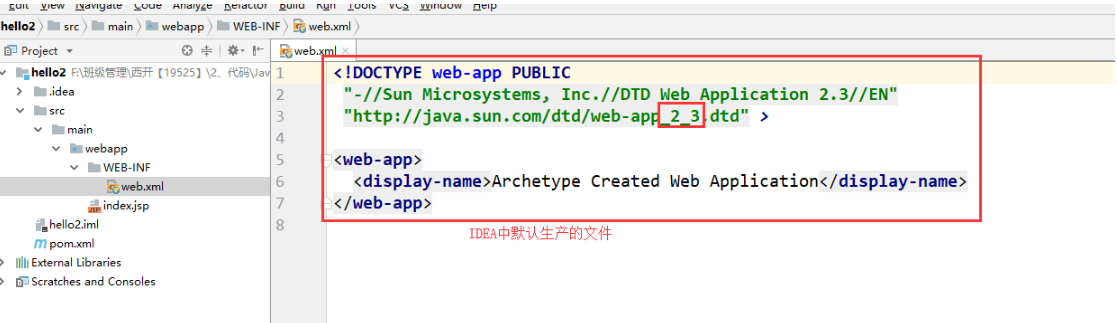 Edit View Navigate Code Analyze Refactor Build Run Tools VCS Window Help
hello2 src main webapp WEB-INF web.xml
Project
web.xml
hello2 F:\班级管理\西开【19525】\2、代码\Jav
.idea
src
main
webapp
WEB-INF
web.xml
index.jsp
hello2.iml
pom.xml
External Libraries
Scratches and Consoles
1 <!DOCTYPE web-app PUBLIC
2 "-//Sun Microsystems, Inc.//DTD Web Application 2.3//EN"
3 "http://java.sun.com/dtd/web-app_2_3.dtd" >
4
5 <web-app>
6 <display-name>Archetype Created Web Application</display-name>
7 </web-app>
8
IDEA中默认生产的文件